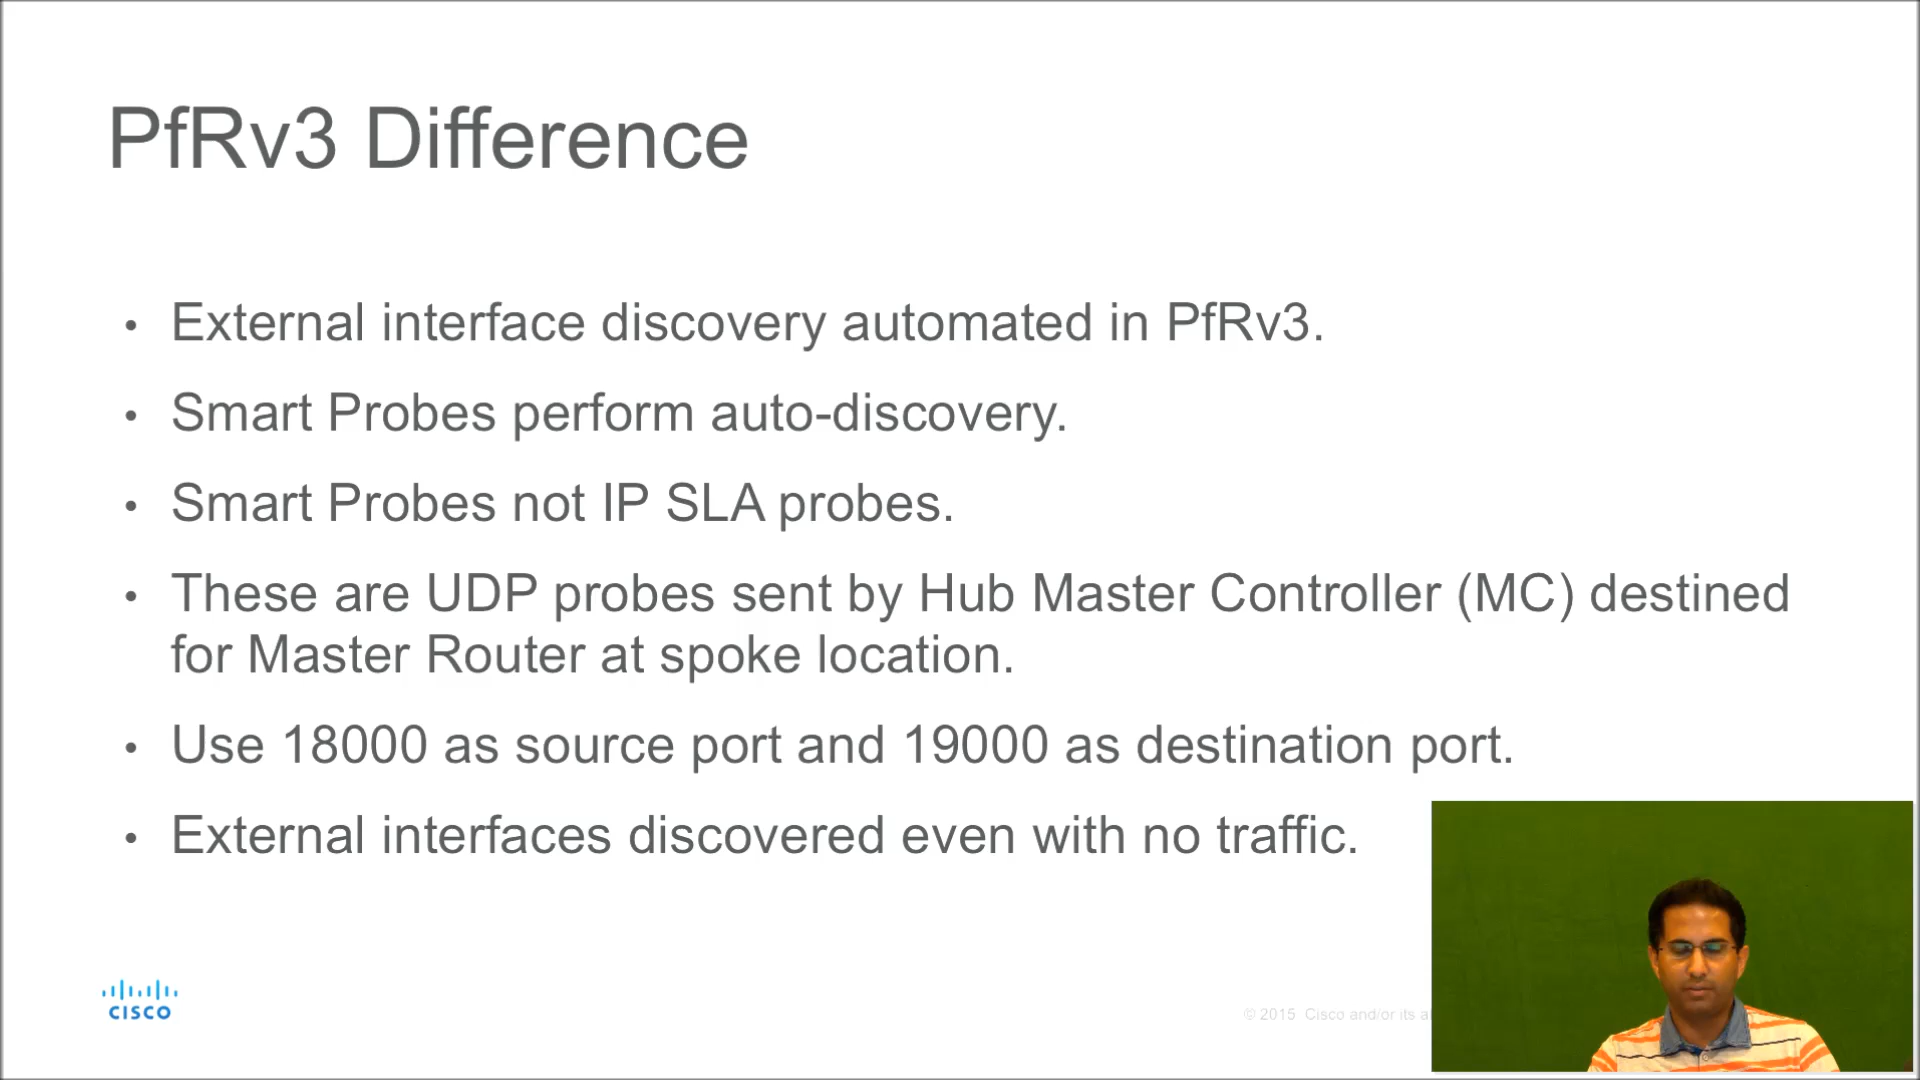 PfRv3 Difference
• External interface discovery automated in PfRv3.
• Smart Probes perform auto-discovery.
• Smart Probes not IP SLA probes.
• These are UDP probes sent by Hub Master Controller (MC) destined
for Master Router at spoke location.
• Use 18000 as source port and 19000 as destination port.
• External interfaces discovered even with no traffic.
CISCO
© 2015 Cisco and/or its